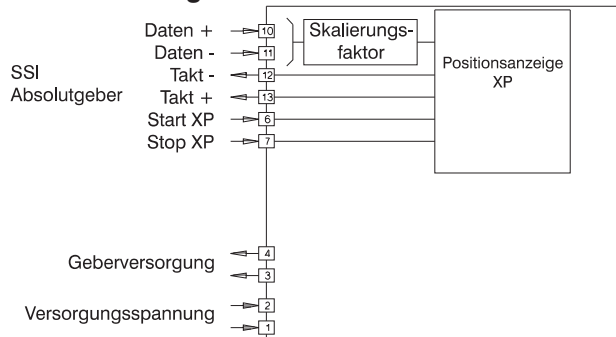 Daten + 10
Daten - 11
Skalierungs-
faktor
Positionsanzeige
XP
SSI
Absolutgeber
Takt - 12
Takt + 13
Start XP 6
Stop XP 7
Geberversorgung
4
3
Versorgungsspannung
2
1